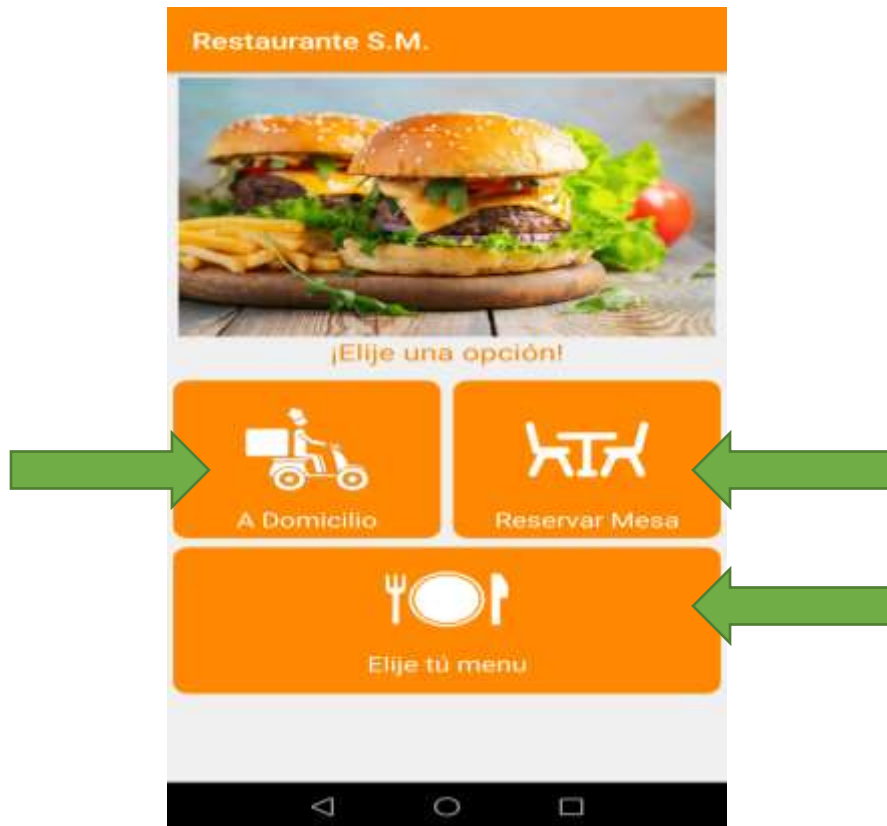 Restaurante S.M.
¡Elije una opción!
A Domicilio
Reservar Mesa
Elije tú menu